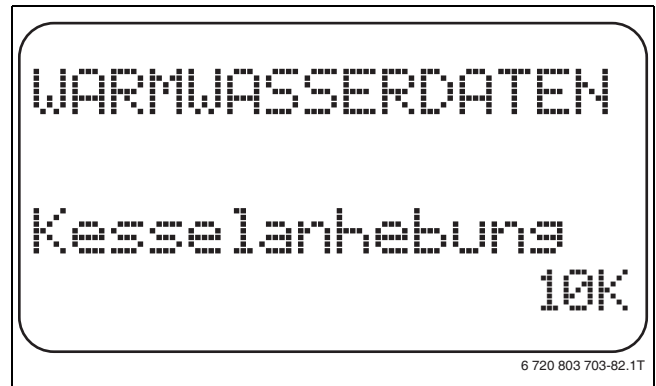 WARMWASSERDATEN
Kesselanhebung
10K
6 720 803 703-82.1T